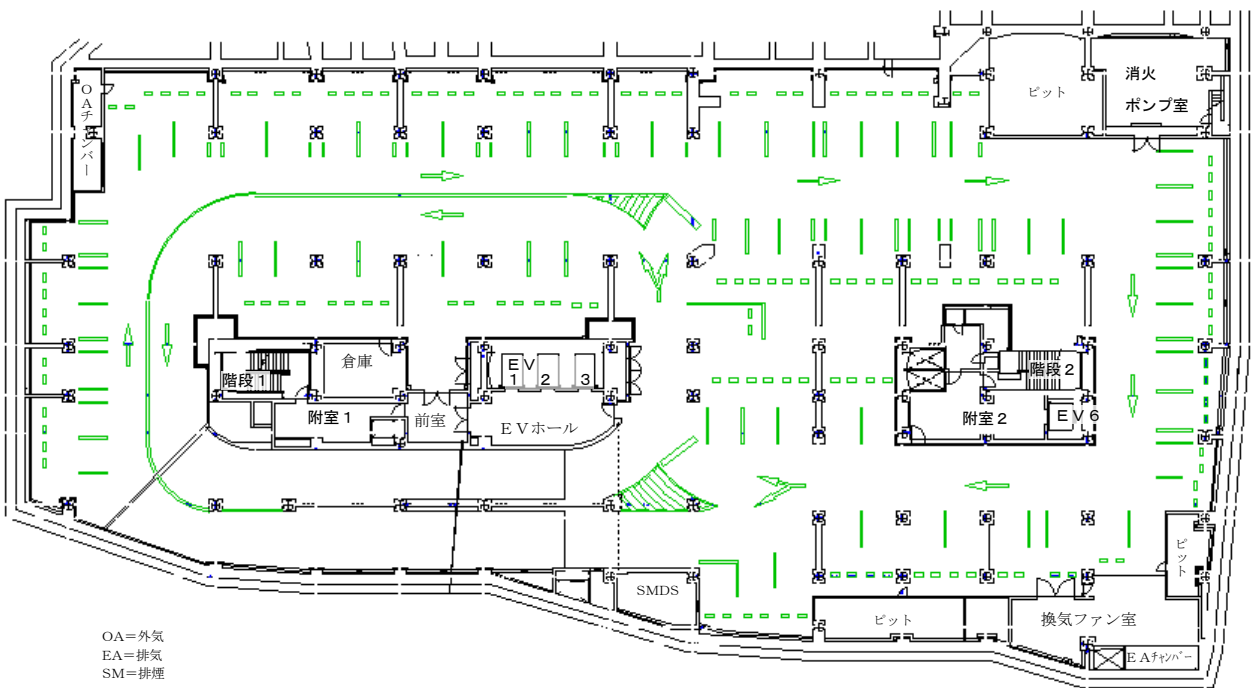 OAチャンバー
ピット
消火
ポンプ室
倉庫
階段1
EV
1 2 3
階段2
附室1
前室
EVホール
附室2
EV6
ピット
SMDS
ピット
換気ファン室
EAチャンバー
OA=外気
EA=排気
SM=排煙